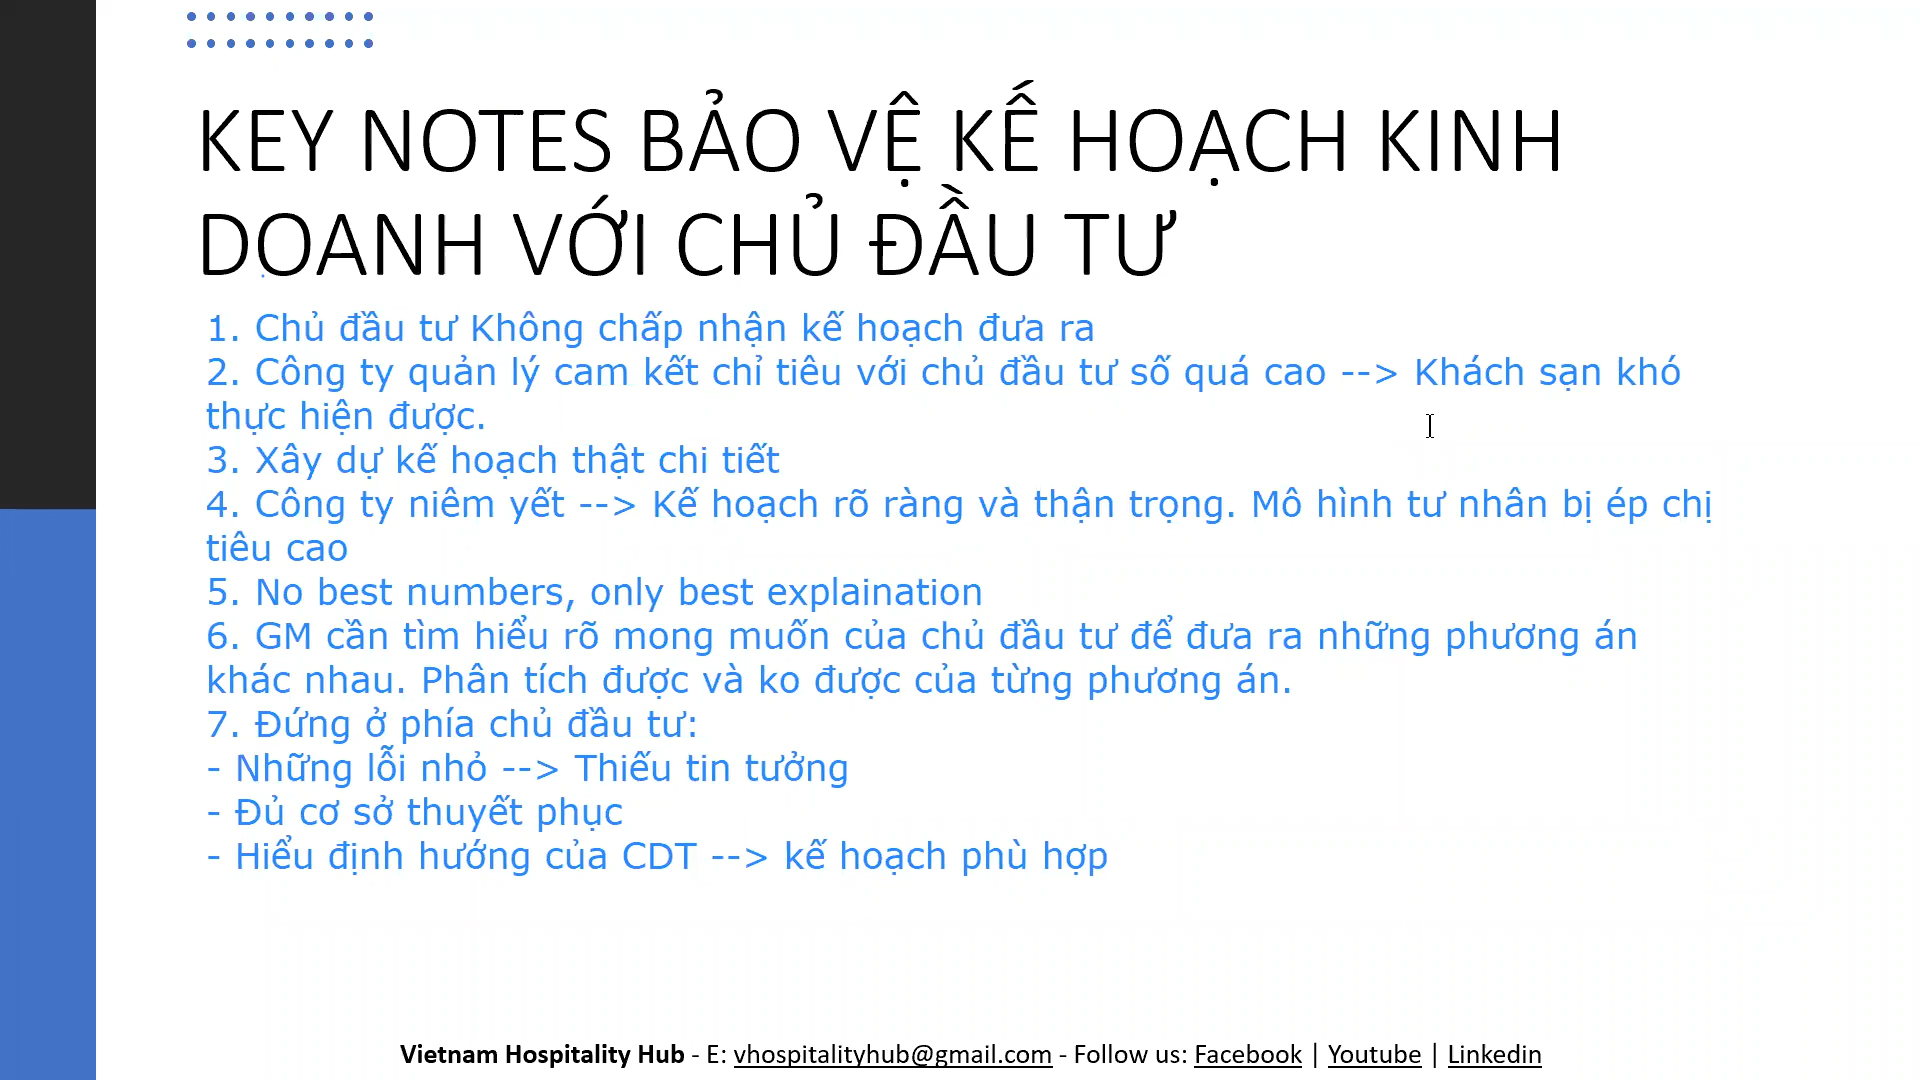 KEY NOTES BẢO VỆ KẾ HOẠCH KINH
DOANH VỚI CHỦ ĐẦU TƯ
1. Chủ đầu tư Không chấp nhận kế hoạch đưa ra
2. Công ty quản lý cam kết chỉ tiêu với chủ đầu tư số quá cao --> Khách sạn khó
thực hiện được.
3. Xây dự kế hoạch thật chi tiết
4. Công ty niêm yết --> Kế hoạch rõ ràng và thận trọng. Mô hình tư nhân bị ép chị
tiêu cao
5. No best numbers, only best explaination
6. GM cần tìm hiểu rõ mong muốn của chủ đầu tư để đưa ra những phương án
khác nhau. Phân tích được và ko được của từng phương án.
7. Đứng ở phía chủ đầu tư:
- Những lỗi nhỏ --> Thiếu tin tưởng
- Đủ cơ sở thuyết phục
- Hiểu định hướng của CDT --> kế hoạch phù hợp
Vietnam Hospitality Hub - E: vhospitalityhub@gmail.com - Follow us: Facebook | Youtube | Linkedin